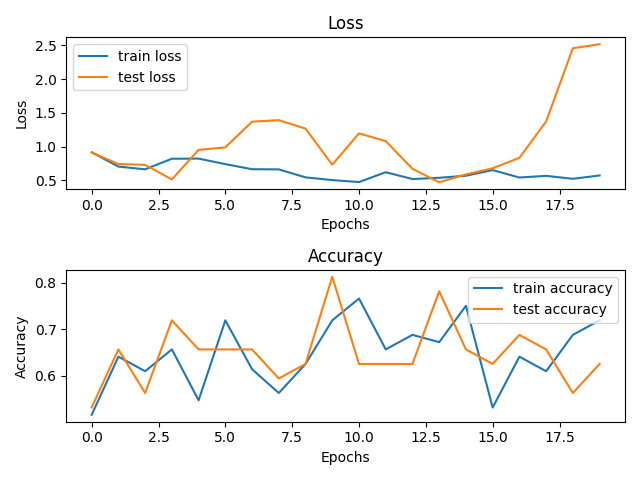 Loss
2.5
2.0
1.5
1.0
0.5
Loss
train loss
test loss
0.0 2.5 5.0 7.5 10.0 12.5 15.0 17.5
Epochs
Accuracy
0.8
0.7
0.6
Accuracy
train accuracy
test accuracy
0.0 2.5 5.0 7.5 10.0 12.5 15.0 17.5
Epochs